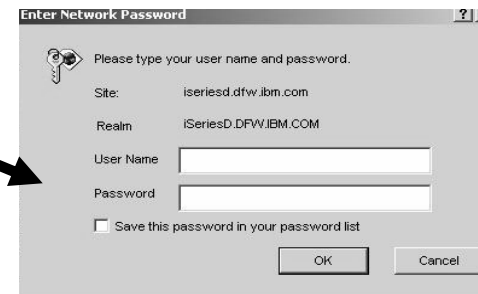 Enter Network Password
?
Please type your user name and password.
Site: iseriesd.dfw.ibm.com
Realm iSeriesD.DFW.IBM.COM
User Name
Password
Save this password in your password list
OK Cancel